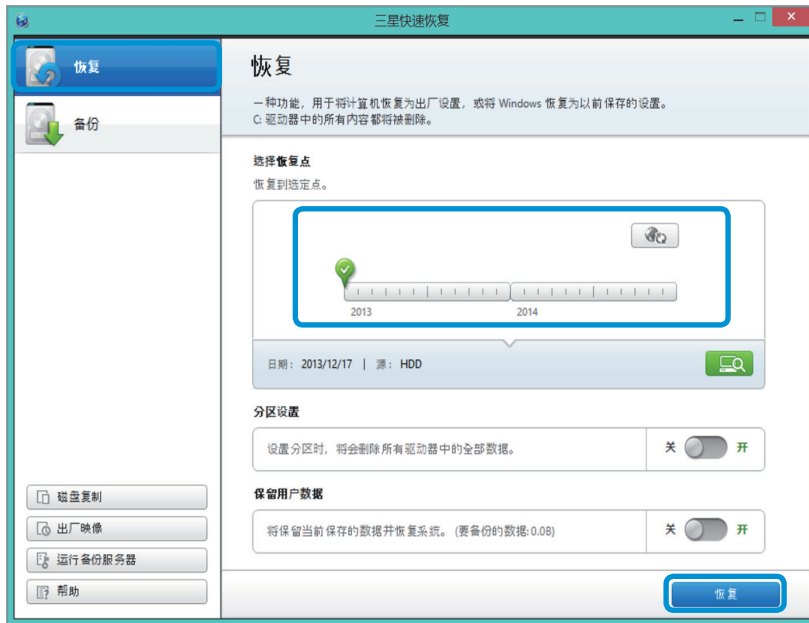 三星快速恢复
恢复
备份
恢复
一种功能，用于将计算机恢复为出厂设置，或将 Windows 恢复为以前保存的设置。
C: 驱动器中的所有内容都将被删除。
选择恢复点
恢复到选定点。
2013 2014
日期： 2013/12/17 | 源： HDD
分区设置
设置分区时，将会删除所有驱动器中的全部数据。 关 开
保留用户数据
将保留当前保存的数据并恢复系统。 (要备份的数据:0.0B) 关 开
磁盘复制
出厂映像
运行备份服务器
帮助
恢复